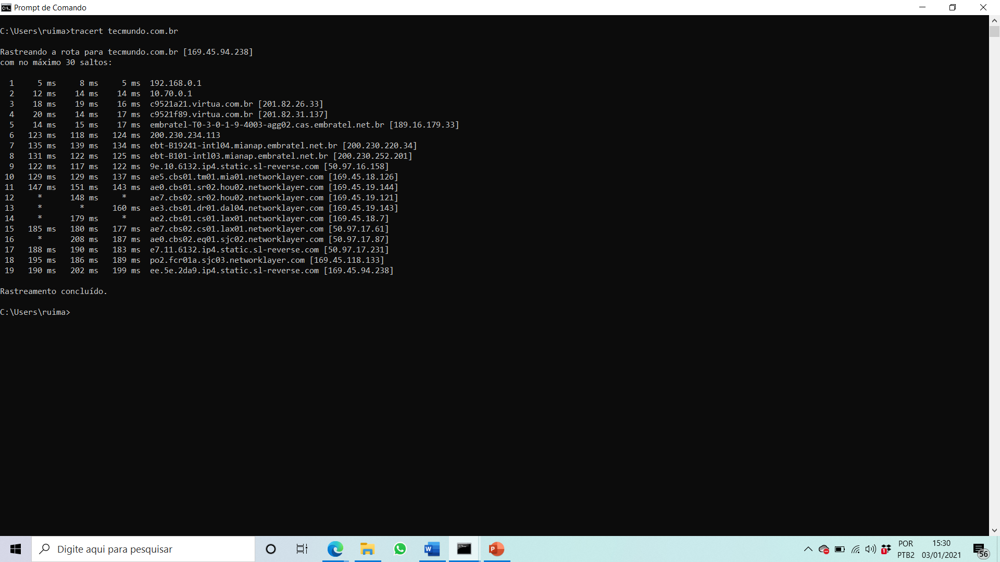 Prompt de Comando
C:\Users\ruima>tracert tecmundo.com.br
Rastreando a rota para tecmundo.com.br [169.45.94.238]
com no máximo 30 saltos:
1 5 ms 8 ms 5 ms 192.168.0.1
2 12 ms 14 ms 14 ms 10.70.0.1
3 18 ms 19 ms 16 ms c9521a21.virtua.com.br [201.82.26.33]
4 20 ms 14 ms 17 ms c9521f89.virtua.com.br [201.82.31.137]
5 14 ms 15 ms 17 ms embratel-T0-3-0-1-9-4003-agg02.cas.embratel.net.br [189.16.179.33]
6 123 ms 118 ms 124 ms 200.230.234.113
7 135 ms 139 ms 134 ms ebt-B19241-intl04.mianap.embratel.net.br [200.230.220.34]
8 131 ms 122 ms 125 ms ebt-B101-intl03.mianap.embratel.net.br [200.230.252.201]
9 122 ms 117 ms 122 ms 9e.10.6132.ip4.static.sl-reverse.com [50.97.16.158]
10 129 ms 129 ms 137 ms ae5.cbs01.tm01.mia01.networklayer.com [169.45.18.126]
11 147 ms 151 ms 143 ms ae0.cbs01.sr02.hou02.networklayer.com [169.45.19.144]
12 * 148 ms * ae7.cbs02.sr02.hou02.networklayer.com [169.45.19.121]
13 * * 160 ms ae3.cbs01.dr01.dal04.networklayer.com [169.45.19.143]
14 * 179 ms * ae2.cbs01.cs01.lax01.networklayer.com [169.45.18.7]
15 185 ms 180 ms 177 ms ae7.cbs02.cs01.lax01.networklayer.com [50.97.17.61]
16 * 208 ms 187 ms ae0.cbs02.eq01.sjc02.networklayer.com [50.97.17.87]
17 188 ms 190 ms 183 ms e7.11.6132.ip4.static.sl-reverse.com [50.97.17.231]
18 195 ms 186 ms 189 ms po2.fcr01a.sjc03.networklayer.com [169.45.118.133]
19 190 ms 202 ms 199 ms ee.5e.2da9.ip4.static.sl-reverse.com [169.45.94.238]
Rastreamento concluído.
C:\Users\ruima>
Digite aqui para pesquisar
POR
PTB2
15:30
03/01/2021
56